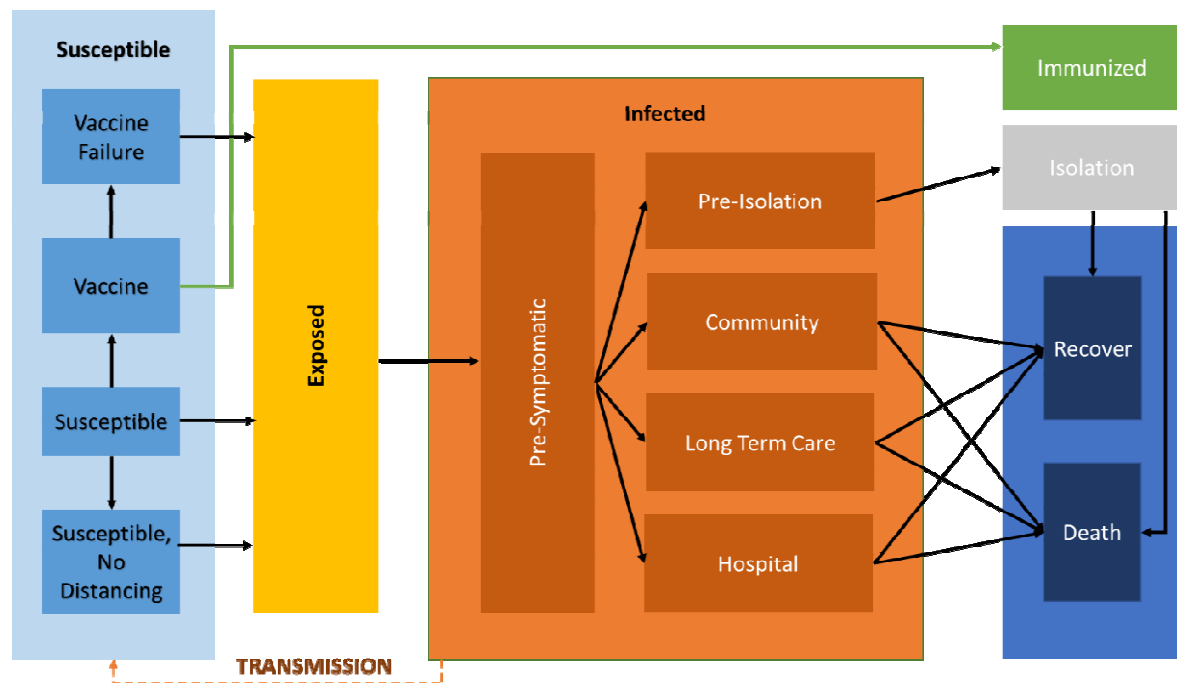 Susceptible
Vaccine
Failure
Vaccine
Susceptible
Susceptible,
No
Distancing
Exposed
Infected
Pre-Symptomatic
Pre-Isolation
Community
Long Term Care
Hospital
Immunized
Isolation
Recover
Death
TRANSMISSION